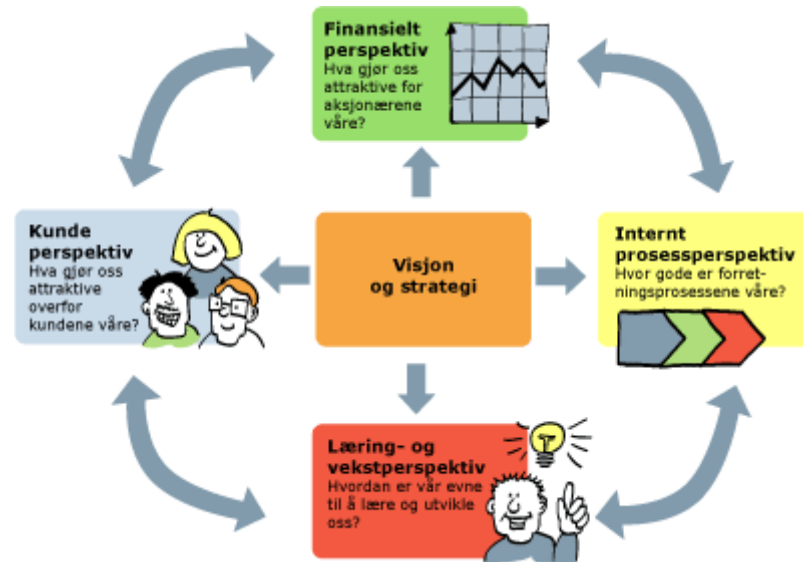 Finansielt
perspektiv
Hva gjør oss
attraktive for
aksjonærene
våre?
Kunde
perspektiv
Hva gjør oss
attraktive
overfor
kundene våre?
Visjon
og strategi
Internt
prosessperspektiv
Hvor gode er forret-
ningsprosessene våre?
Læring- og
vekstperspektiv
Hvordan er vår evne
til å lære og utvikle
oss?